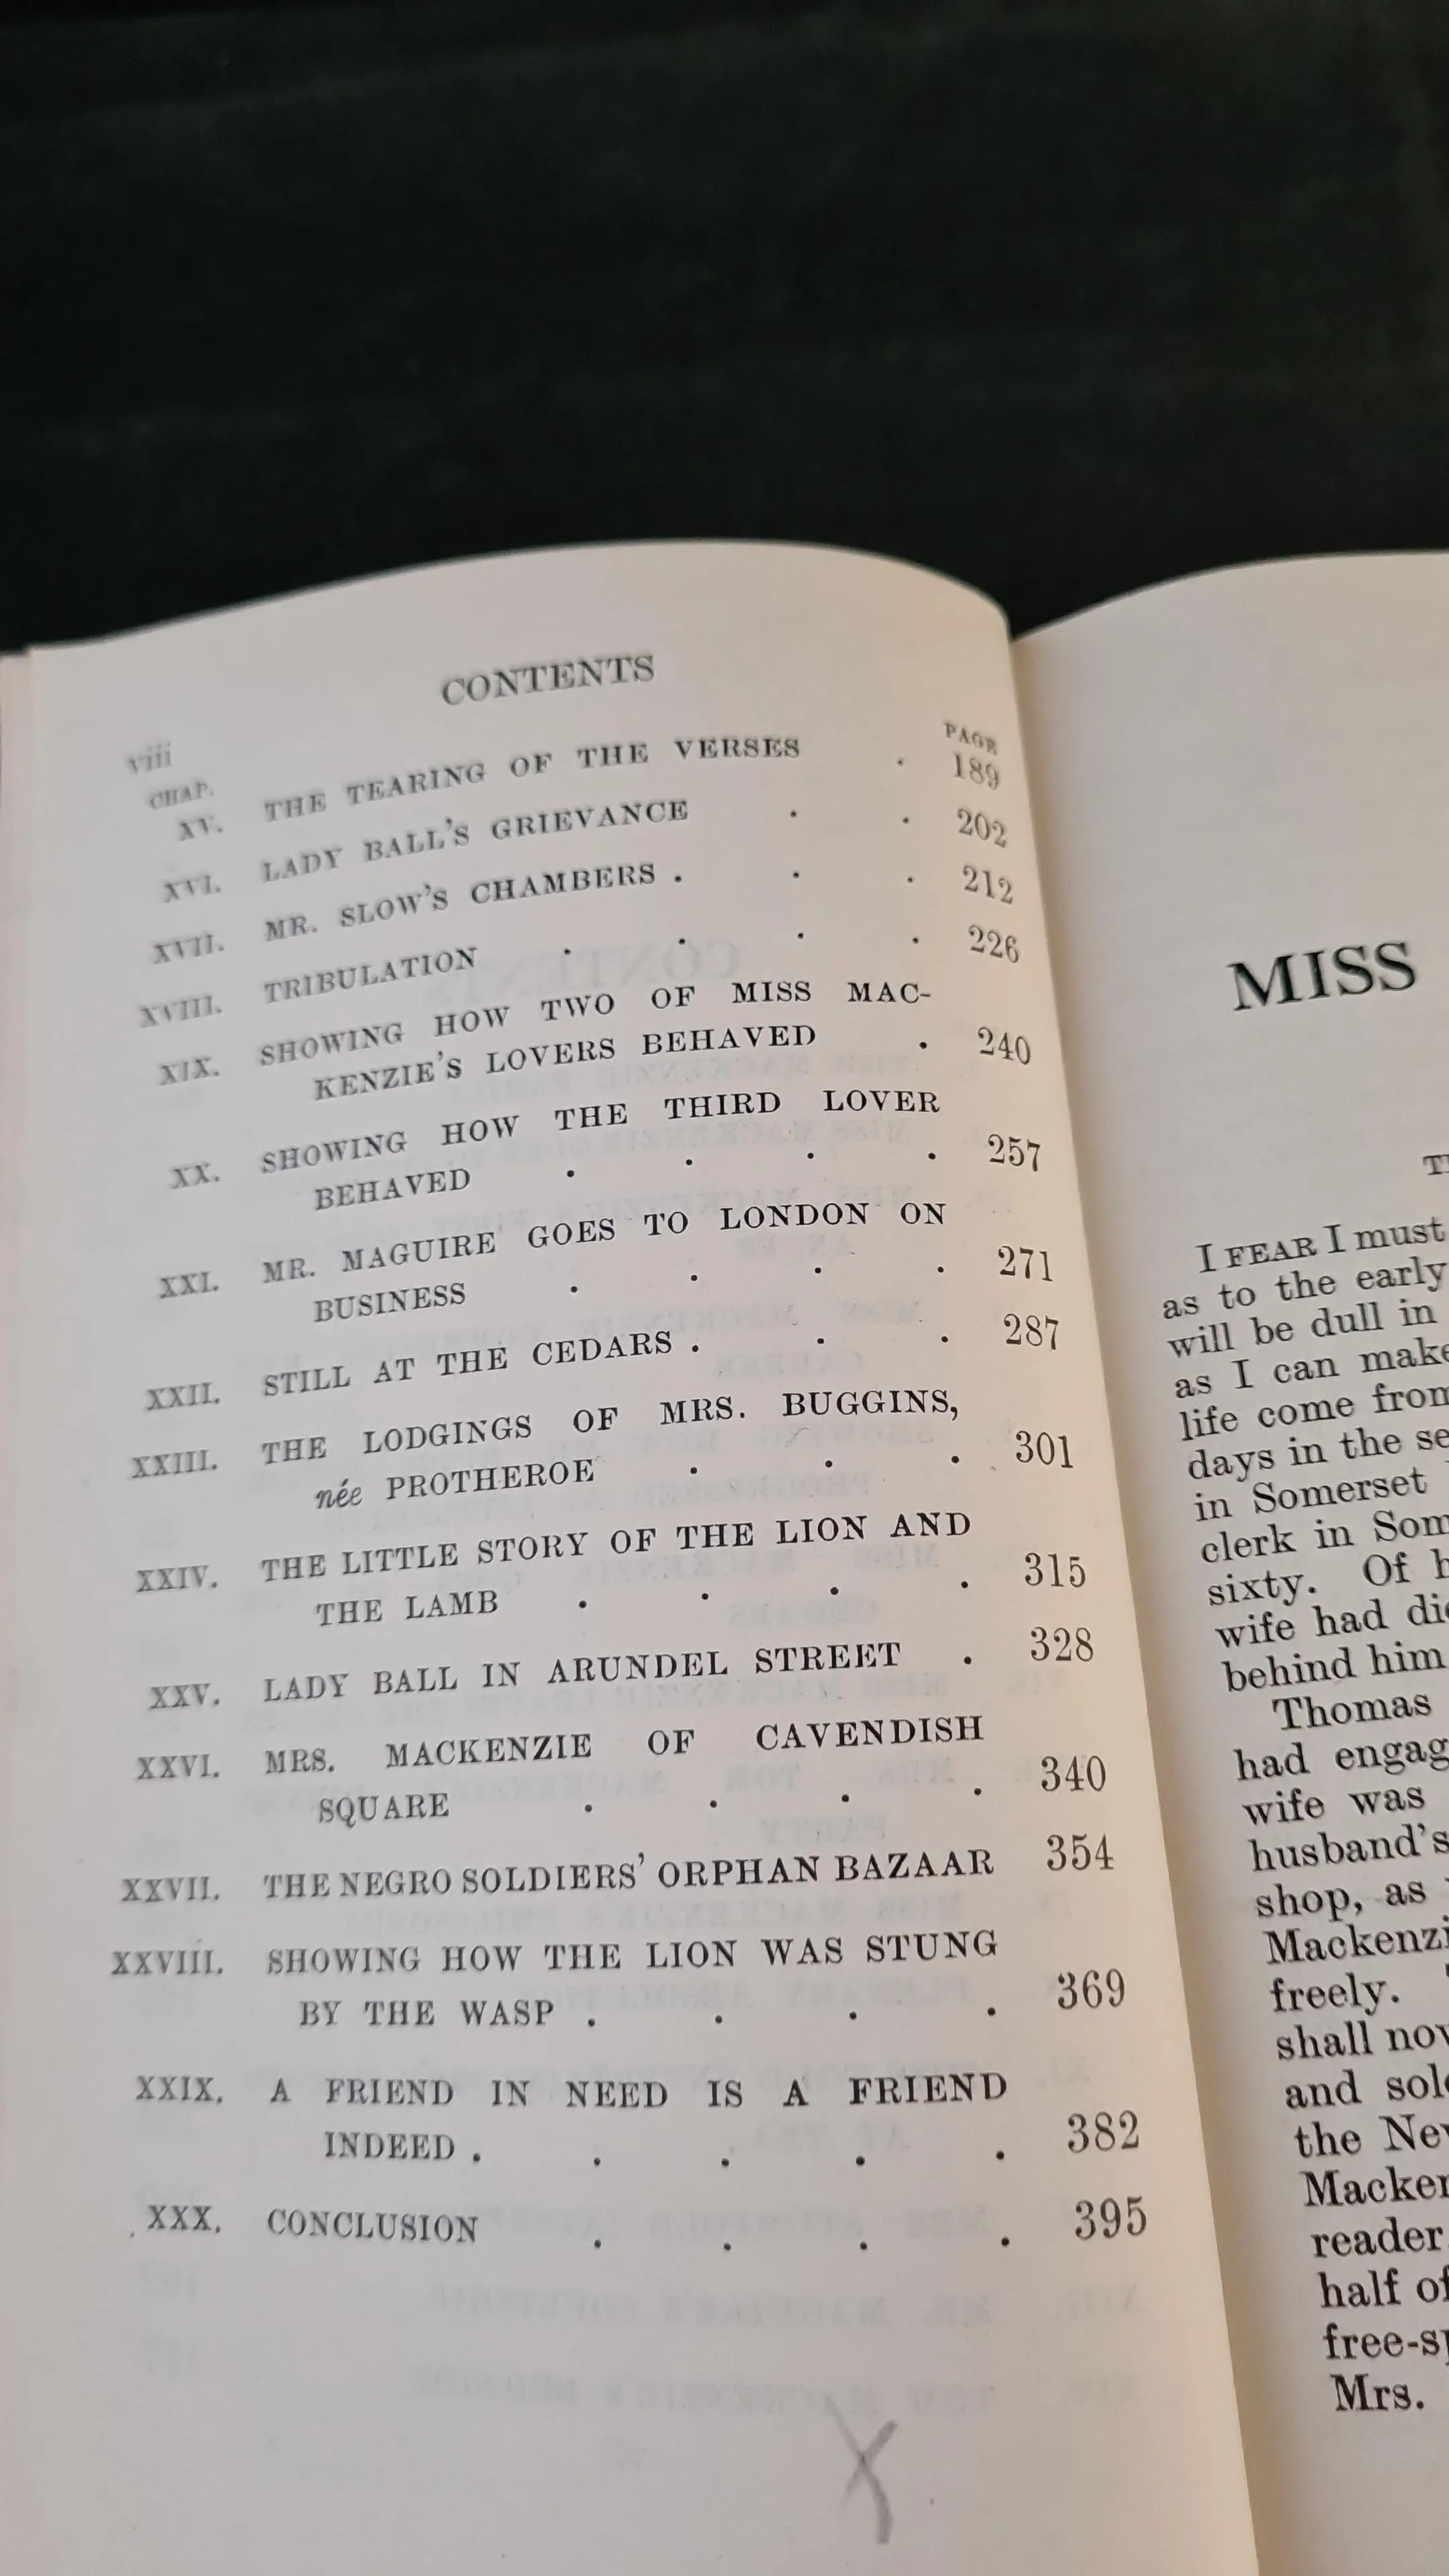 viii
CONTENTS
CHAP.
PAGE
XV. THE TEARING OF THE VERSES . 189
XVI. LADY BALL'S GRIEVANCE . . 202
XVII. MR. SLOW'S CHAMBERS . . . 212
XVIII. TRIBULATION . . . . 226
XIX. SHOWING HOW TWO OF MISS MAC-
KENZIE'S LOVERS BEHAVED . 240
XX. SHOWING HOW THE THIRD LOVER
BEHAVED . . . . 257
XXI. MR. MAGUIRE GOES TO LONDON ON
BUSINESS . . . . 271
XXII. STILL AT THE CEDARS . . . 287
XXIII. THE LODGINGS OF MRS. BUGGINS,
née PROTHEROE . . . 301
XXIV. THE LITTLE STORY OF THE LION AND
THE LAMB . . . . 315
XXV. LADY BALL IN ARUNDEL STREET . 328
XXVI. MRS. MACKENZIE OF CAVENDISH
SQUARE . . . . 340
XXVII. THE NEGRO SOLDIERS' ORPHAN BAZAAR 354
XXVIII. SHOWING HOW THE LION WAS STUNG
BY THE WASP . . . . 369
XXIX. A FRIEND IN NEED IS A FRIEND
INDEED . . . . . 382
XXX. CONCLUSION . . . . 395
MISS
I FEAR I must
as to the early
will be dull in
as I can make
life come from
days in the se
in Somerset
clerk in Som
sixty. Of h
wife had die
behind him
Thomas
had engag
wife was
husband's
shop, as
Mackenzi
freely.
shall now
and sole
the Nev
Macken
reader
half of
free-sp
Mrs.